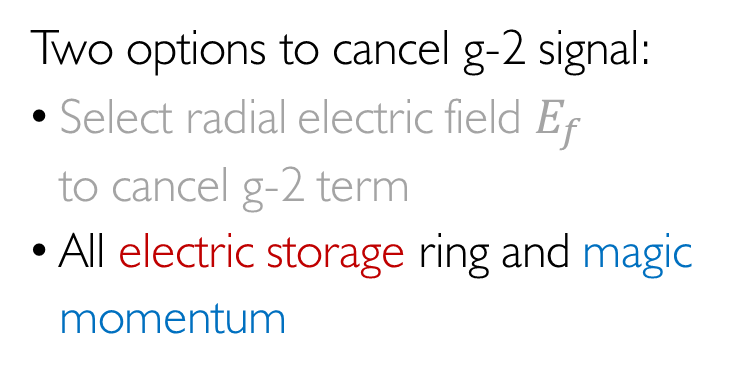 Two options to cancel g-2 signal:
• Select radial electric field E_f
to cancel g-2 term
• All electric storage ring and magic
momentum